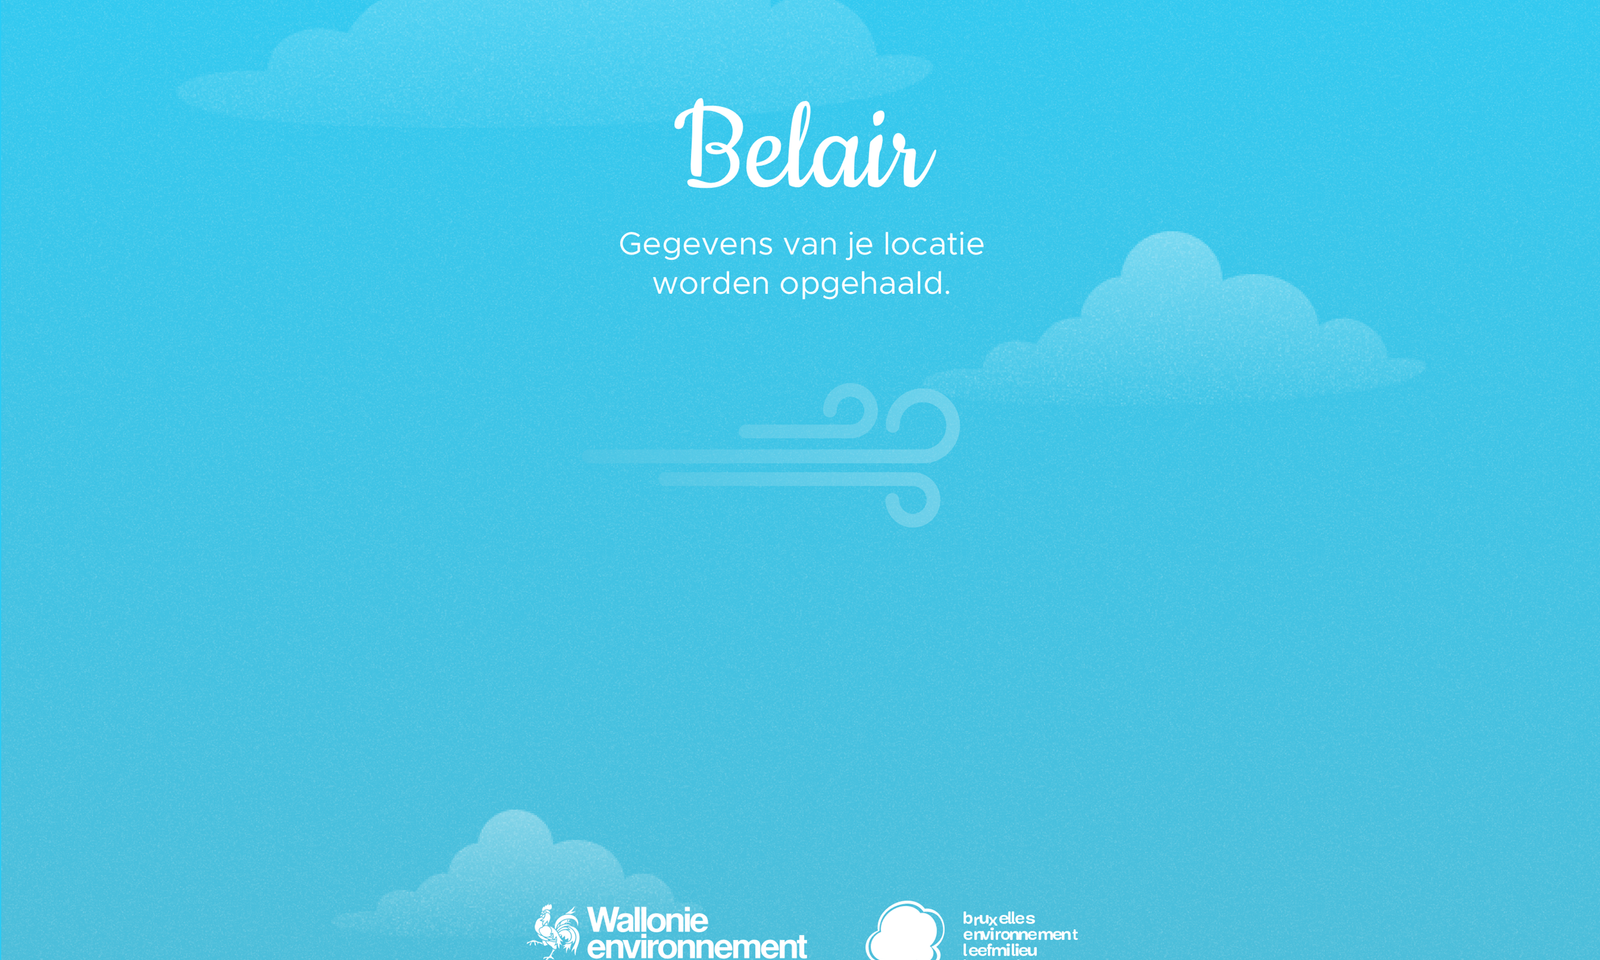 Belair
Gegevens van je locatie
worden opgehaald.
Wallonie
environnement
bruxelles
environnement
leefmilieu